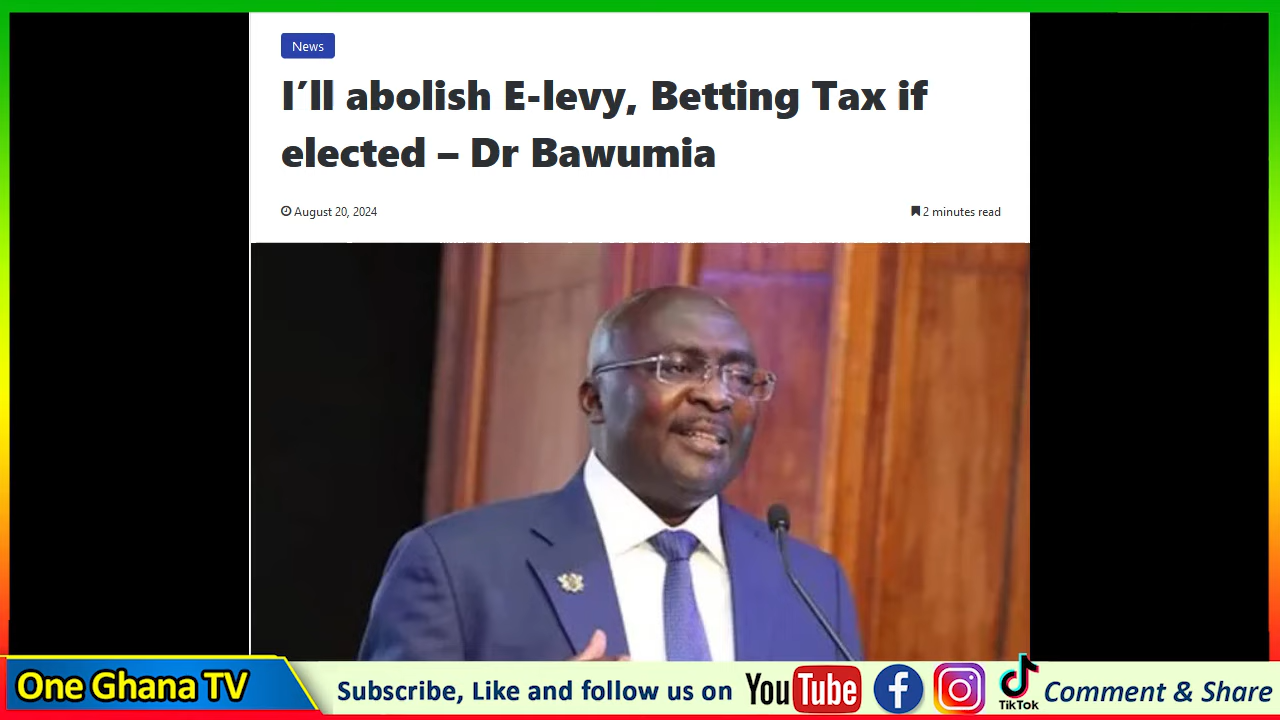 News
I´ll abolish E-levy, Betting Tax if
elected – Dr Bawumia
August 20, 2024
2 minutes read
One Ghana TV
Subscribe, Like and follow us on
YouTube
TikTok
Comment & Share